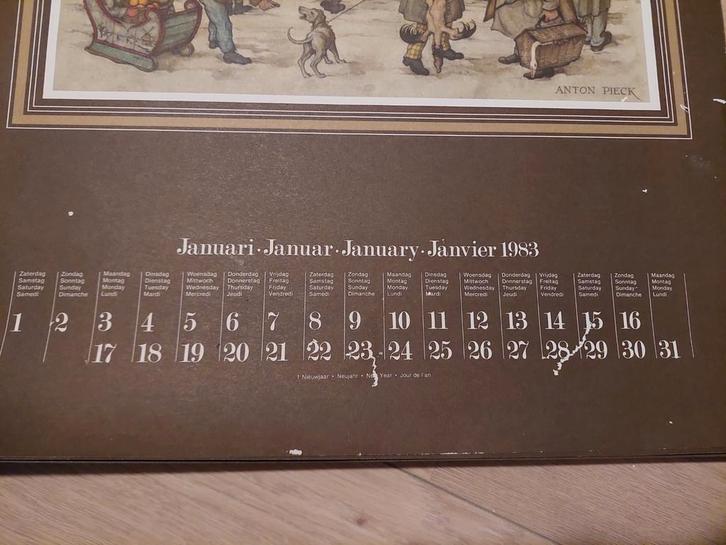 ANTON PIECK
Januari · Januar · January · Janvier 1983
Zaterdag Zondag Maandag Dinsdag Woensdag Donderdag Vrijdag Zaterdag Zondag Maandag Dinsdag Woensdag Donderdag Vrijdag Zaterdag Zondag Maandag
Samstag Sonntag Montag Dienstag Mittwoch Donnerstag Freitag Samstag Sonntag Montag Dienstag Mittwoch Donnerstag Freitag Samstag Sonntag Montag
Saturday Sunday Monday Tuesday Wednesday Thursday Friday Saturday Sunday Monday Tuesday Wednesday Thursday Friday Saturday Sunday Monday
Samedi Dimanche Lundi Mardi Mercredi Jeudi Vendredi Samedi Dimanche Lundi Mardi Mercredi Jeudi Vendredi Samedi Dimanche Lundi
1 2 3 4 5 6 7 8 9 10 11 12 13 14 15 16
17 18 19 20 21 22 23 24 25 26 27 28 29 30 31
1 Nieuwjaar • Neujahr • New Year • Jour de l'an